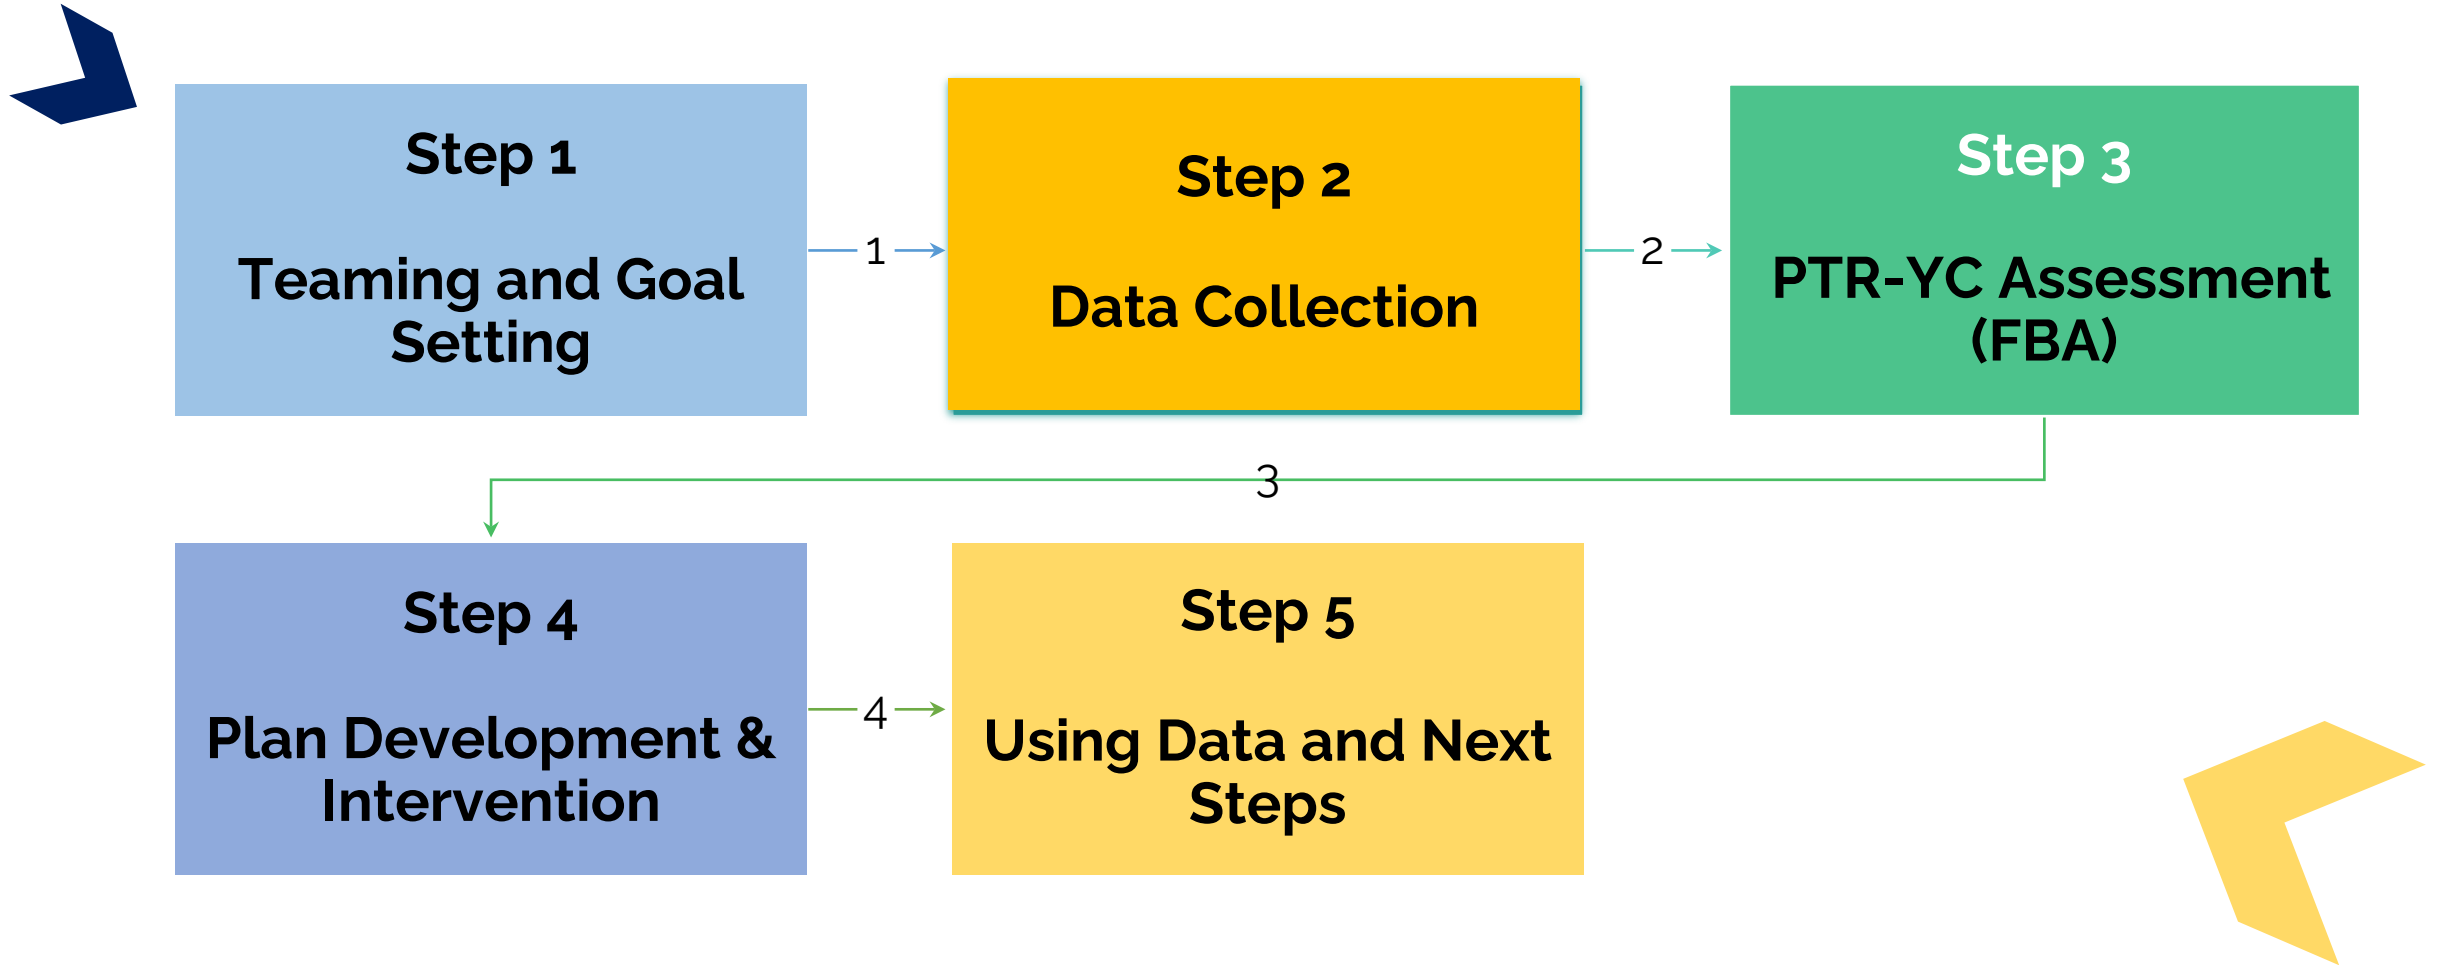 Step 1
Teaming and Goal
Setting
1
Step 2
Data Collection
2
Step 3
PTR-YC Assessment
(FBA)
3
Step 4
Plan Development &
Intervention
4
Step 5
Using Data and Next
Steps